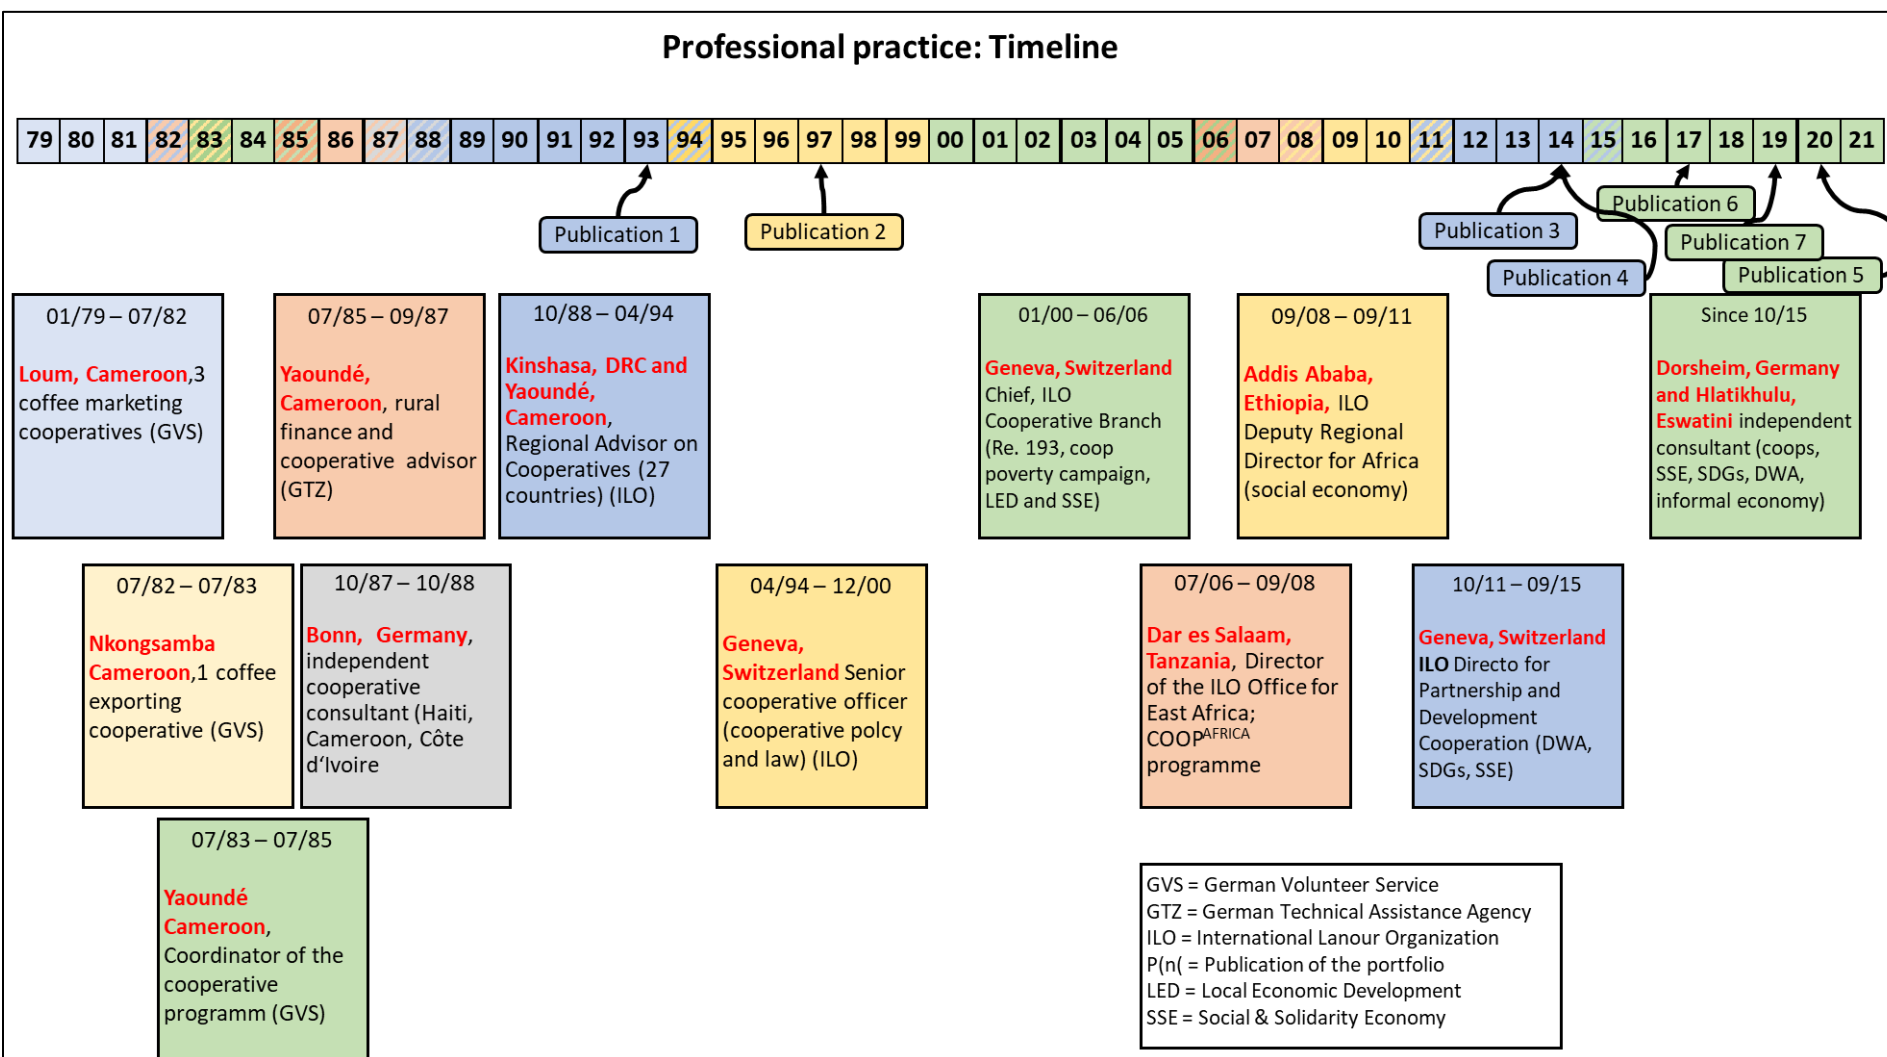 Professional practice: Timeline
79 80 81 82 83 84 85 86 87 88 89 90 91 92 93 94 95 96 97 98 99 00 01 02 03 04 05 06 07 08 09 10 11 12 13 14 15 16 17 18 19 20 21
Publication 1
Publication 2
Publication 3
Publication 4
Publication 6
Publication 7
Publication 5
01/79 – 07/82
Loum, Cameroon,3
coffee marketing
cooperatives (GVS)
07/85 – 09/87
Yaoundé,
Cameroon, rural
finance and
cooperative advisor
(GTZ)
10/88 – 04/94
Kinshasa, DRC and
Yaoundé,
Cameroon,
Regional Advisor on
Cooperatives (27
countries) (ILO)
01/00 – 06/06
Geneva, Switzerland
Chief, ILO
Cooperative Branch
(Re. 193, coop
poverty campaign,
LED and SSE)
09/08 – 09/11
Addis Ababa,
Ethiopia, ILO
Deputy Regional
Director for Africa
(social economy)
Since 10/15
Dorsheim, Germany
and Hlatikhulu,
Eswatini independent
consultant (coops,
SSE, SDGs, DWA,
informal economy)
07/82 – 07/83
Nkongsamba
Cameroon,1 coffee
exporting
cooperative (GVS)
10/87 – 10/88
Bonn, Germany,
independent
cooperative
consultant (Haiti,
Cameroon, Côte
d‘Ivoire
04/94 – 12/00
Geneva,
Switzerland Senior
cooperative officer
(cooperative polcy
and law) (ILO)
07/06 – 09/08
Dar es Salaam,
Tanzania, Director
of the ILO Office for
East Africa;
COOPAFRICA
programme
10/11 – 09/15
Geneva, Switzerland
ILO Directo for
Partnership and
Development
Cooperation (DWA,
SDGs, SSE)
07/83 – 07/85
Yaoundé
Cameroon,
Coordinator of the
cooperative
programm (GVS)
GVS = German Volunteer Service
GTZ = German Technical Assistance Agency
ILO = International Lanour Organization
P(n( = Publication of the portfolio
LED = Local Economic Development
SSE = Social & Solidarity Economy